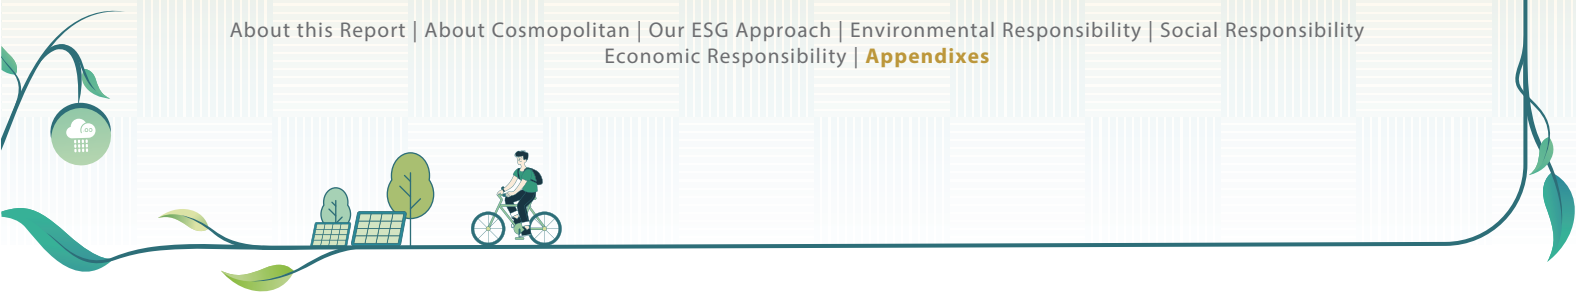 About this Report | About Cosmopolitan | Our ESG Approach | Environmental Responsibility | Social Responsibility
Economic Responsibility | Appendixes